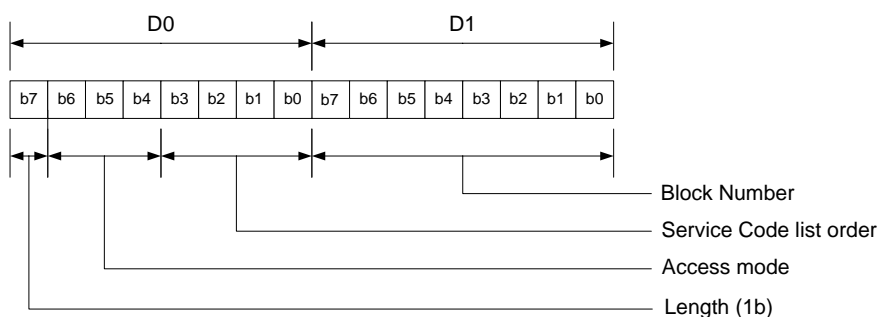 D0 D1
b7 b6 b5 b4 b3 b2 b1 b0 b7 b6 b5 b4 b3 b2 b1 b0
Block Number
Service Code list order
Access mode
Length (1b)